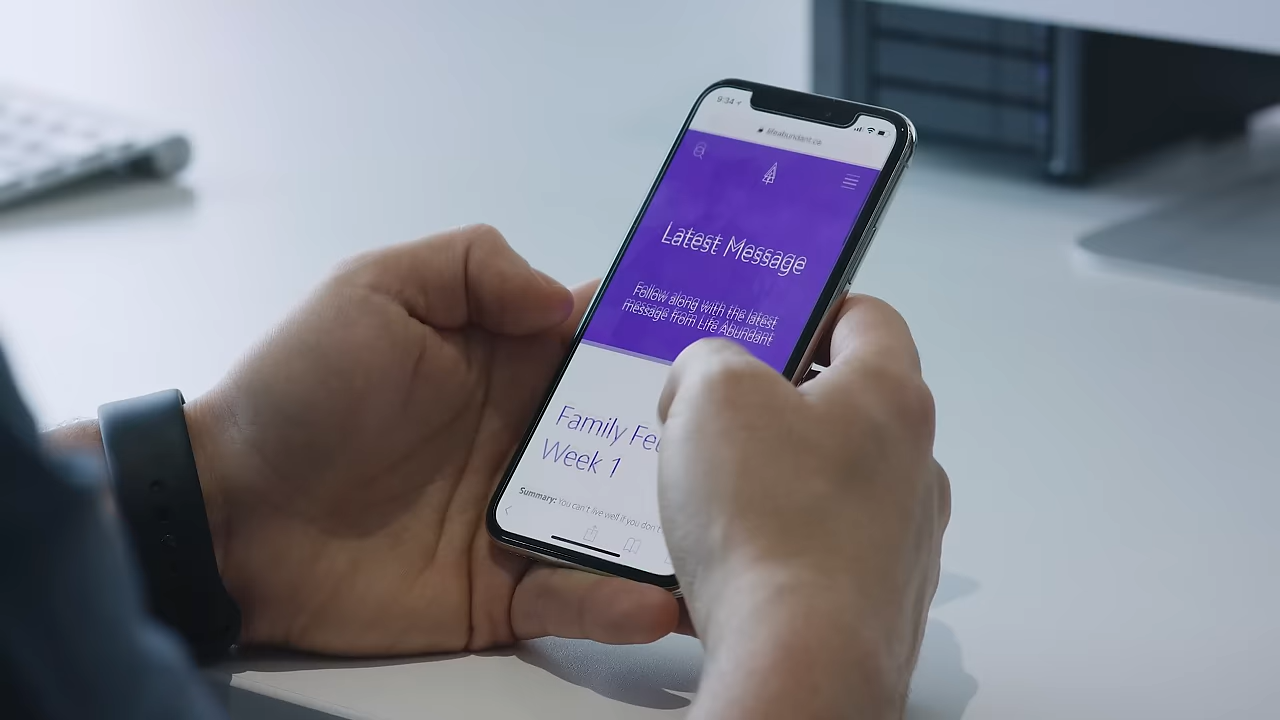 9:34
lifeabundant.ca
Latest Message
Follow along with the latest
message from Life Abundant
Family
Week 1
Summary: You can't live well if you don't